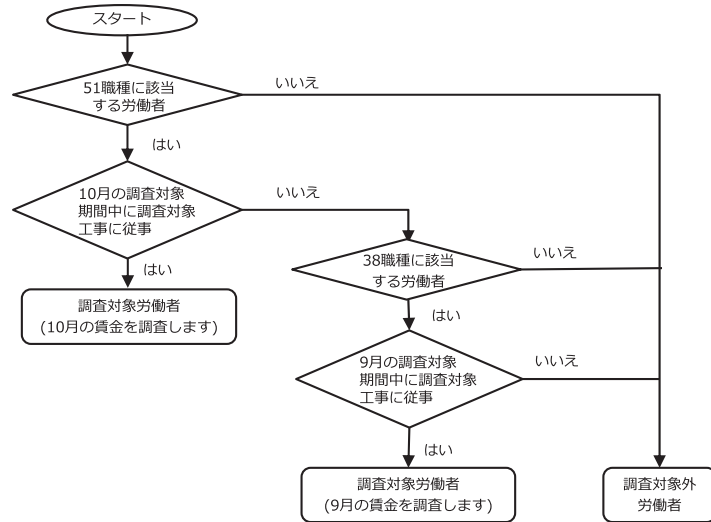 スタート
51職種に該当
する労働者
いいえ
はい
10月の調査対象
期間中に調査対象
工事に従事
いいえ
はい
調査対象労働者
(10月の賃金を調査します)
38職種に該当
する労働者
いいえ
はい
9月の調査対象
期間中に調査対象
工事に従事
いいえ
はい
調査対象労働者
(9月の賃金を調査します)
調査対象外
労働者